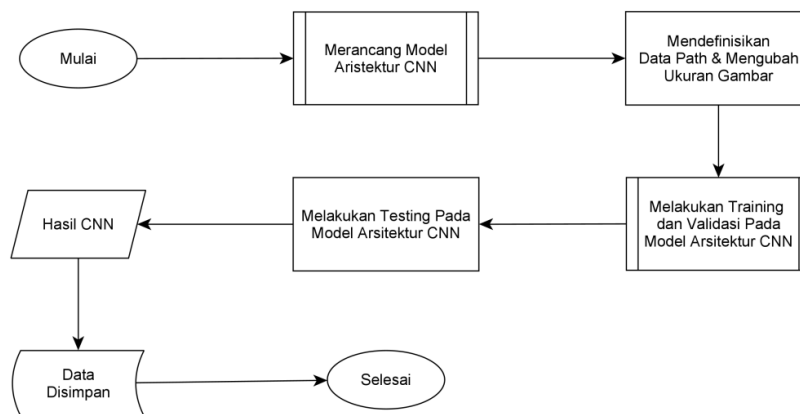 Mulai
Merancang Model
Aristektur CNN
Mendefinisikan
Data Path & Mengubah
Ukuran Gambar
Melakukan Training
dan Validasi Pada
Model Arsitektur CNN
Melakukan Testing Pada
Model Arsitektur CNN
Hasil CNN
Data
Disimpan
Selesai